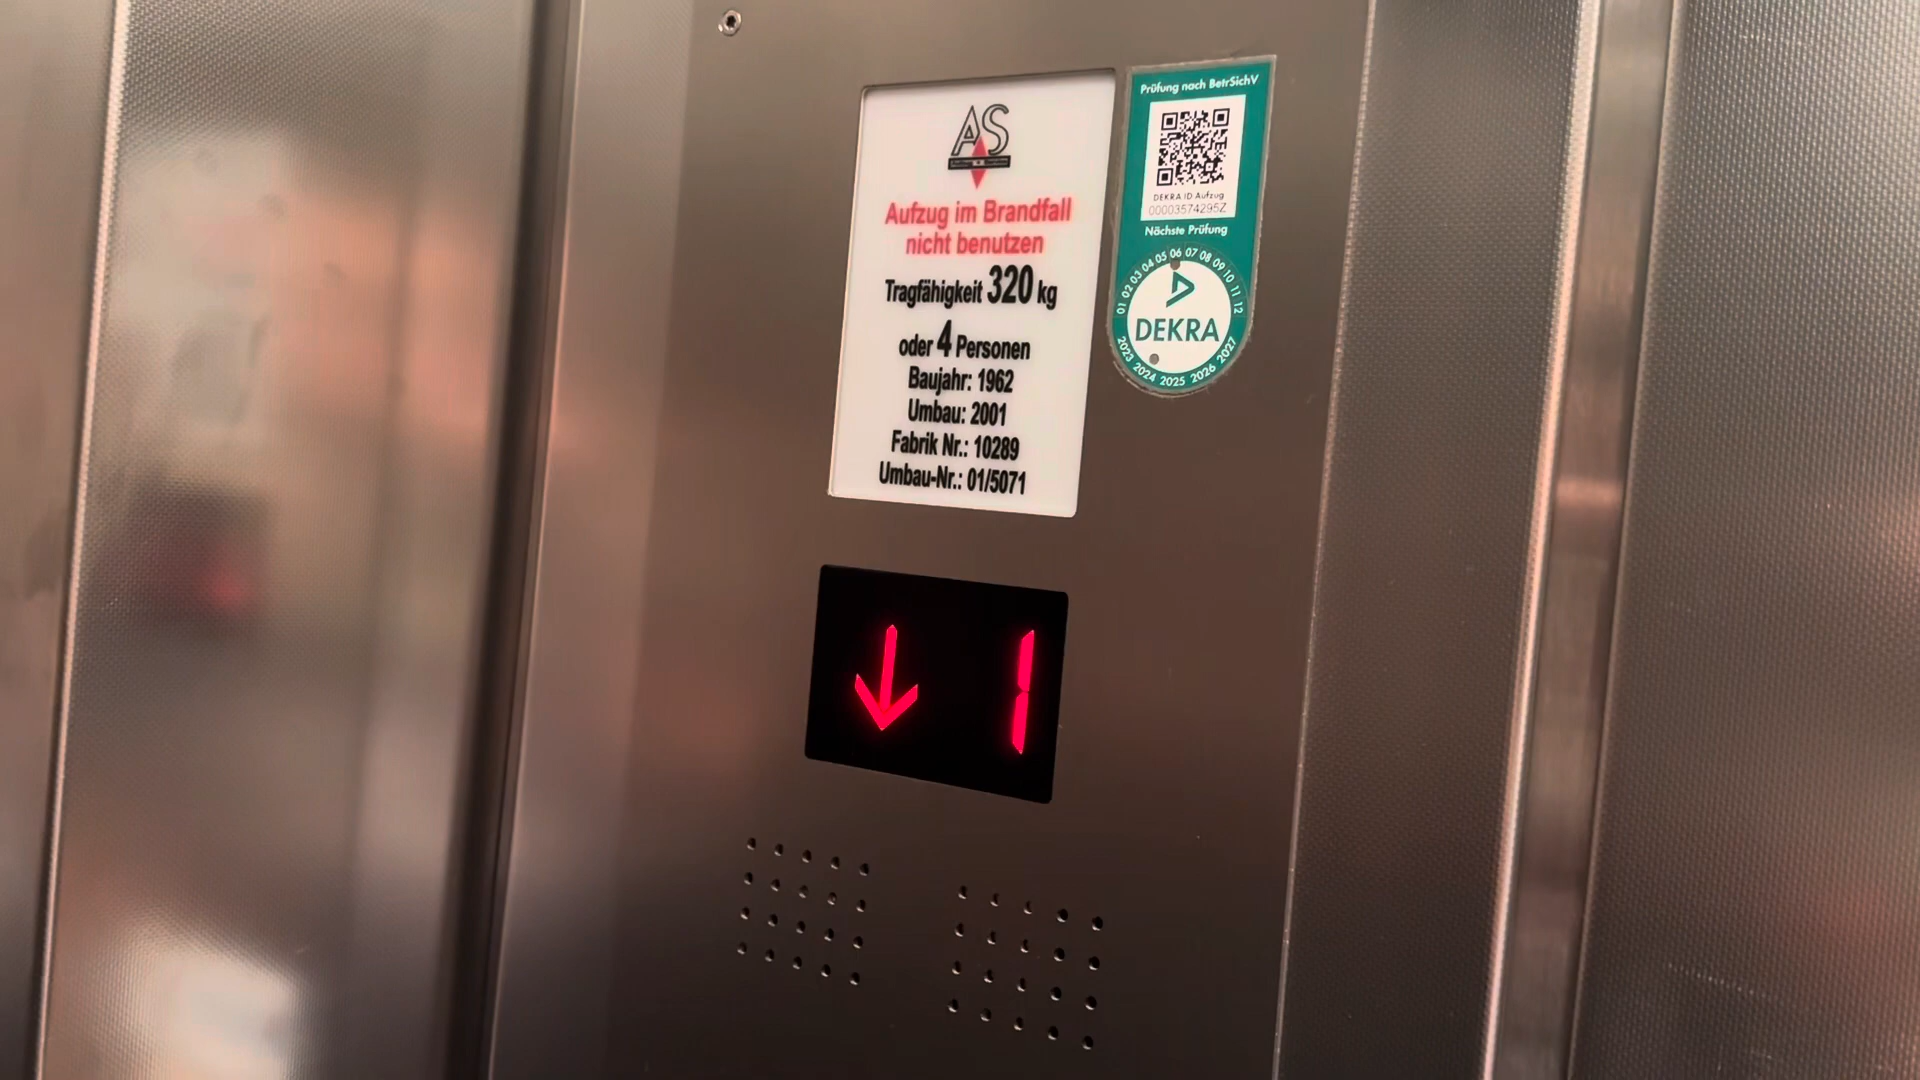 AS
Aufzug im Brandfall
nicht benutzen
Tragfähigkeit 320 kg
oder 4 Personen
Baujahr: 1962
Umbau: 2001
Fabrik Nr.: 10289
Umbau-Nr.: 01/5071
Prüfung nach BetrSichV
DEKRA ID Aufzug
00003574295Z
Nächste Prüfung
01 02 03 04 05 06 07 08 09 10 11 12
DEKRA
2023 2024 2025 2026 2027
↓ 1